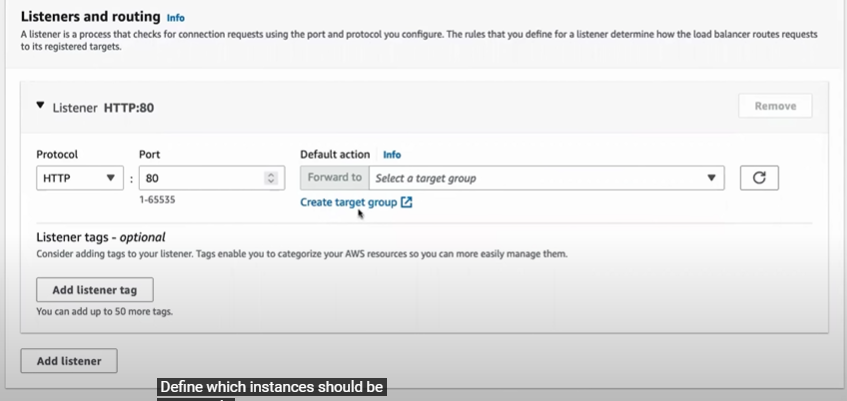 Listeners and routing Info
A listener is a process that checks for connection requests using the port and protocol you configure. The rules that you define for a listener determine how the load balancer routes requests
to its registered targets.
Listener HTTP:80
Remove
Protocol Port Default action Info
HTTP : 80 Forward to Select a target group
1-65535 Create target group
Listener tags - optional
Consider adding tags to your listener. Tags enable you to categorize your AWS resources so you can more easily manage them.
Add listener tag
You can add up to 50 more tags.
Add listener
Define which instances should be